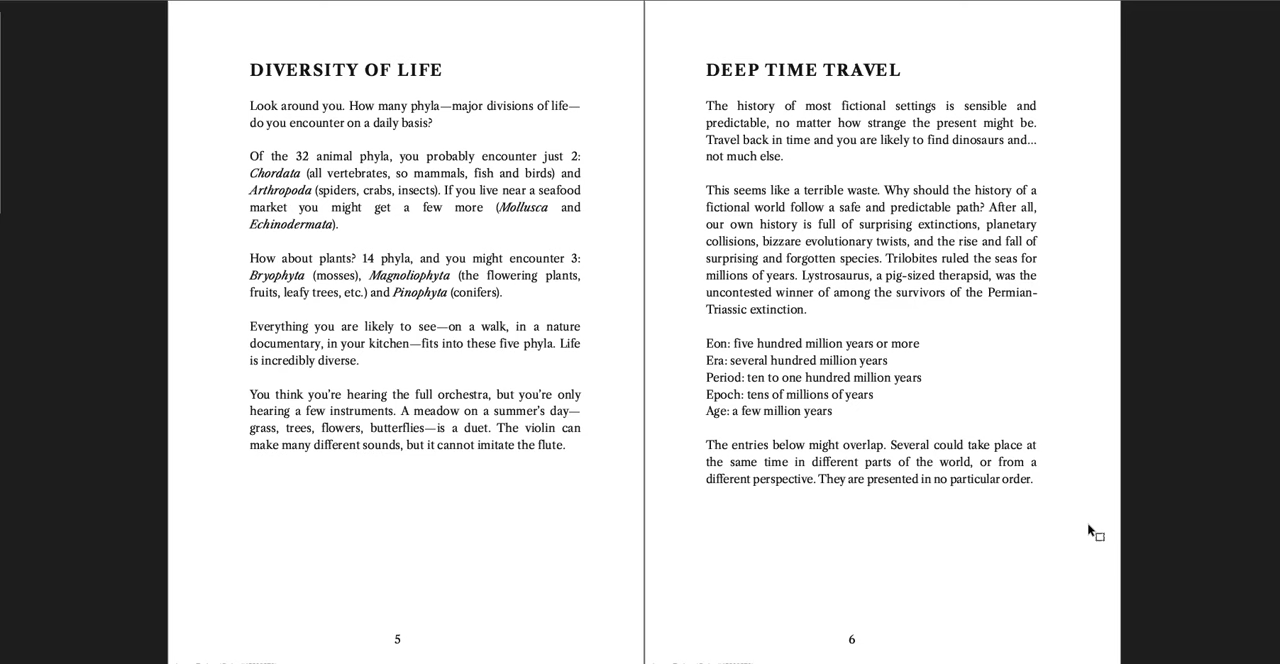 DIVERSITY OF LIFE
Look around you. How many phyla—major divisions of life—
do you encounter on a daily basis?
Of the 32 animal phyla, you probably encounter just 2:
Chordata (all vertebrates, so mammals, fish and birds) and
Arthropoda (spiders, crabs, insects). If you live near a seafood
market you might get a few more (Mollusca and
Echinodermata).
How about plants? 14 phyla, and you might encounter 3:
Bryophyta (mosses), Magnoliophyta (the flowering plants,
fruits, leafy trees, etc.) and Pinophyta (conifers).
Everything you are likely to see—on a walk, in a nature
documentary, in your kitchen—fits into these five phyla. Life
is incredibly diverse.
You think you're hearing the full orchestra, but you're only
hearing a few instruments. A meadow on a summer's day—
grass, trees, flowers, butterflies—is a duet. The violin can
make many different sounds, but it cannot imitate the flute.
5
DEEP TIME TRAVEL
The history of most fictional settings is sensible and
predictable, no matter how strange the present might be.
Travel back in time and you are likely to find dinosaurs and...
not much else.
This seems like a terrible waste. Why should the history of a
fictional world follow a safe and predictable path? After all,
our own history is full of surprising extinctions, planetary
collisions, bizzare evolutionary twists, and the rise and fall of
surprising and forgotten species. Trilobites ruled the seas for
millions of years. Lystrosaurus, a pig-sized therapsid, was the
uncontested winner of among the survivors of the Permian-
Triassic extinction.
Eon: five hundred million years or more
Era: several hundred million years
Period: ten to one hundred million years
Epoch: tens of millions of years
Age: a few million years
The entries below might overlap. Several could take place at
the same time in different parts of the world, or from a
different perspective. They are presented in no particular order.
6